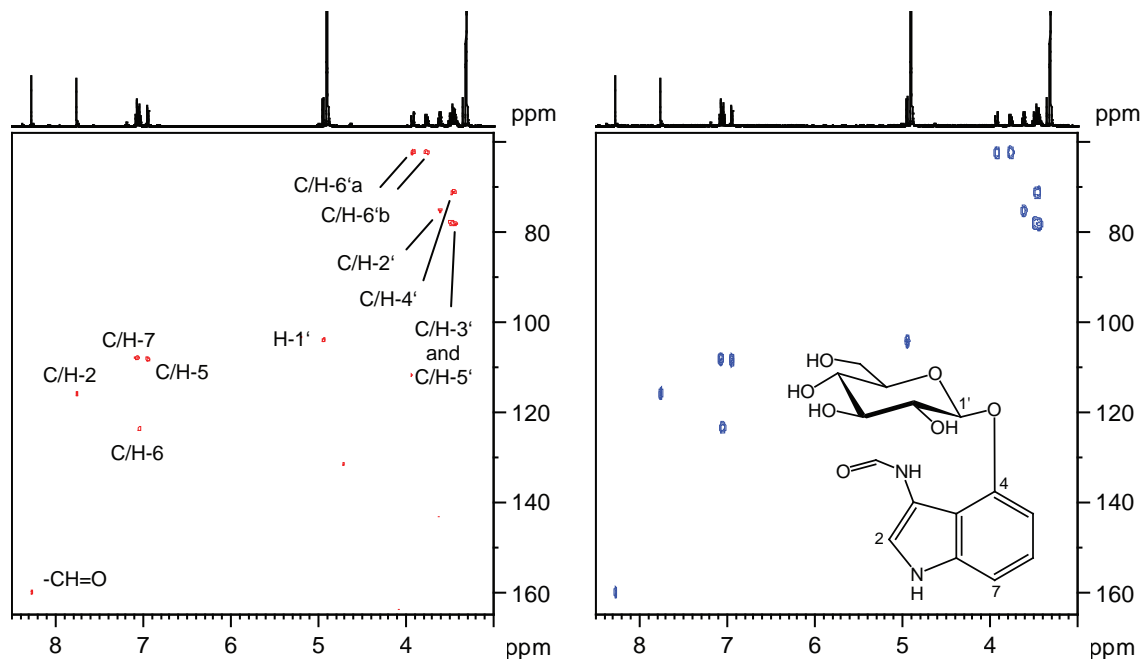 ppm
C/H-6‘a
C/H-6‘b
C/H-2‘
C/H-4‘
C/H-3‘
and
C/H-5‘
H-1‘
C/H-7
C/H-5
C/H-2
C/H-6
-CH=O
80
100
120
140
160
8 7 6 5 4 ppm
ppm
HO
O
HO
1'
O
HO
OH
O
NH
4
2
N
H
7
80
100
120
140
160
8 7 6 5 4 ppm